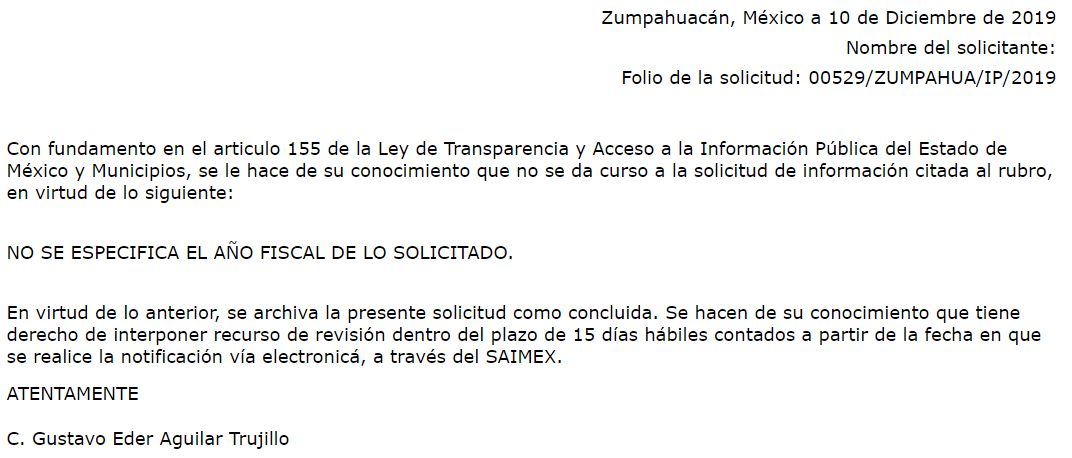 Zumpahuacán, México a 10 de Diciembre de 2019
Nombre del solicitante:
Folio de la solicitud: 00529/ZUMPAHUA/IP/2019
Con fundamento en el articulo 155 de la Ley de Transparencia y Acceso a la Información Pública del Estado de
México y Municipios, se le hace de su conocimiento que no se da curso a la solicitud de información citada al rubro,
en virtud de lo siguiente:
NO SE ESPECIFICA EL AÑO FISCAL DE LO SOLICITADO.
En virtud de lo anterior, se archiva la presente solicitud como concluida. Se hacen de su conocimiento que tiene
derecho de interponer recurso de revisión dentro del plazo de 15 días hábiles contados a partir de la fecha en que
se realice la notificación vía electronicá, a través del SAIMEX.
ATENTAMENTE
C. Gustavo Eder Aguilar Trujillo